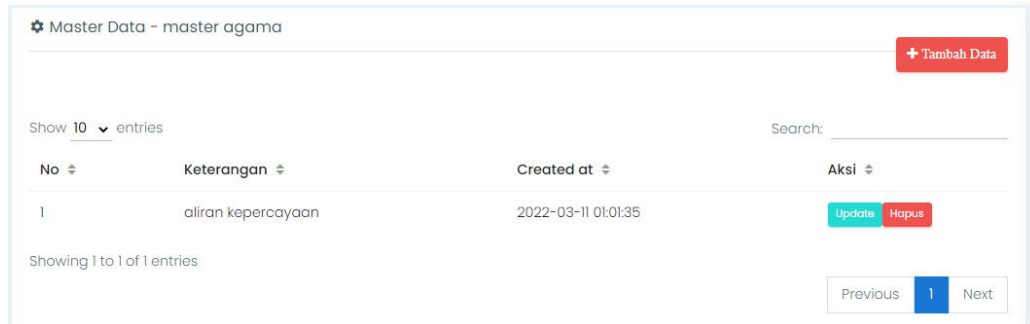 Master Data - master agama
+ Tambah Data
Show 10 entries
Search:
No Keterangan Created at Aksi
1 aliran kepercayaan 2022-03-11 01:01:35 Update Hapus
Showing 1 to 1 of 1 entries
Previous 1 Next